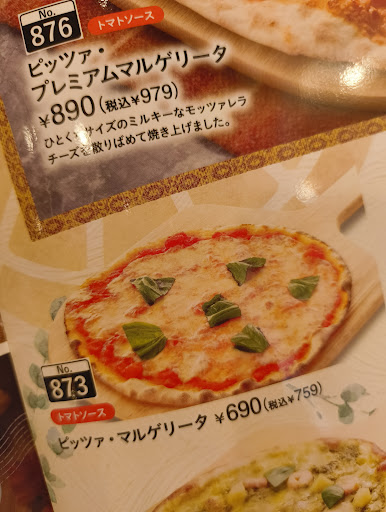 No.
876
トマトソース
ピッツァ・
プレミアムマルゲリータ
¥890(税込¥979)
ひとくちサイズのミルキーなモッツァレラ
チーズを散りばめて焼き上げました。
No.
873
トマトソース
ピッツァ・マルゲリータ ¥690(税込¥759)